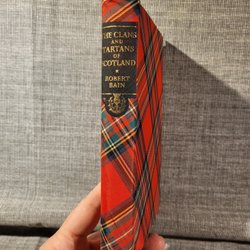 THE CLANS
AND
TARTANS
OF
SCOTLAND
ROBERT
BAIN